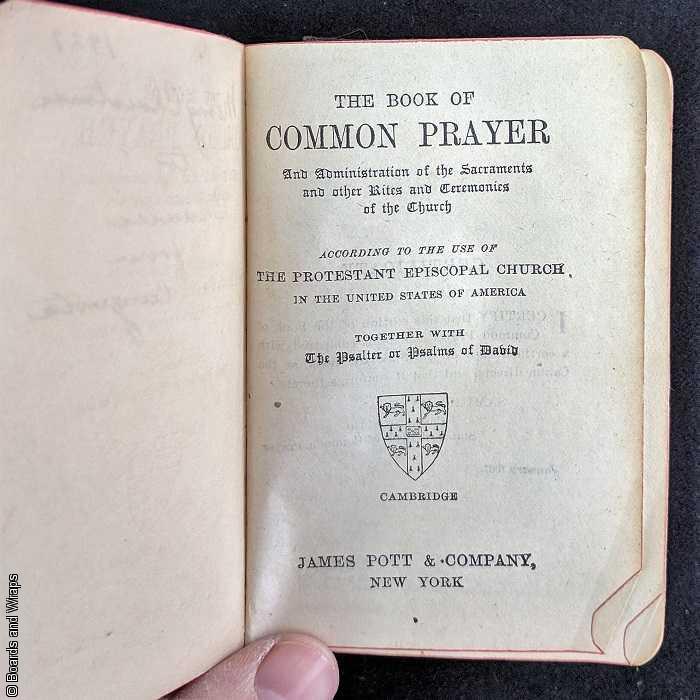 THE BOOK OF
COMMON PRAYER
And Administration of the Sacraments
and other Rites and Ceremonies
of the Church
ACCORDING TO THE USE OF
THE PROTESTANT EPISCOPAL CHURCH
IN THE UNITED STATES OF AMERICA
TOGETHER WITH
The Psalter or Psalms of David
CAMBRIDGE
JAMES POTT & COMPANY,
NEW YORK
© Boards and Wraps